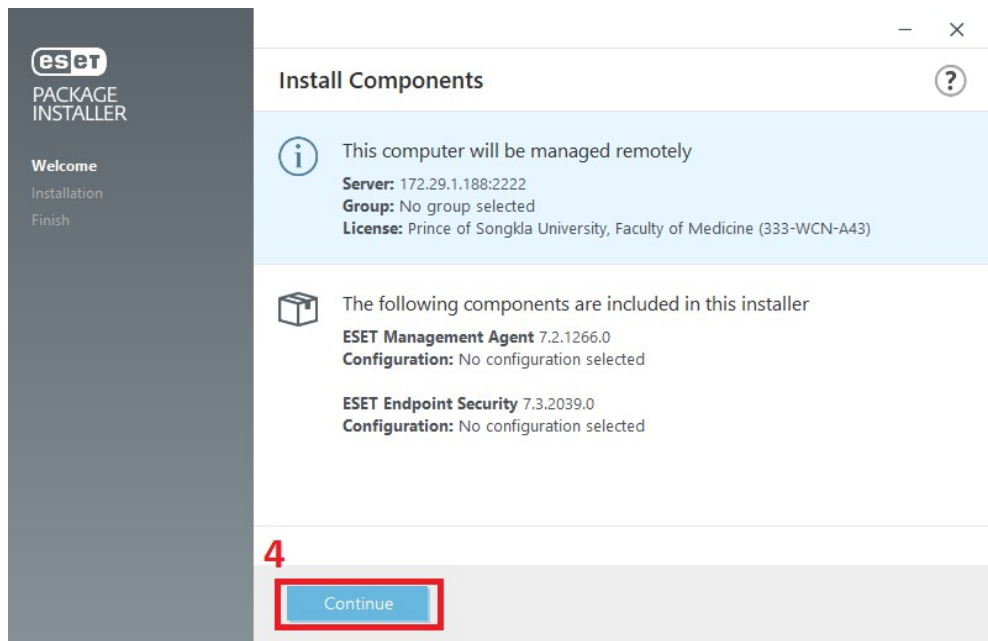 eset
PACKAGE
INSTALLER
Welcome
Installation
Finish
Install Components
?
i
This computer will be managed remotely
Server: 172.29.1.188:2222
Group: No group selected
License: Prince of Songkla University, Faculty of Medicine (333-WCN-A43)
The following components are included in this installer
ESET Management Agent 7.2.1266.0
Configuration: No configuration selected
ESET Endpoint Security 7.3.2039.0
Configuration: No configuration selected
4
Continue